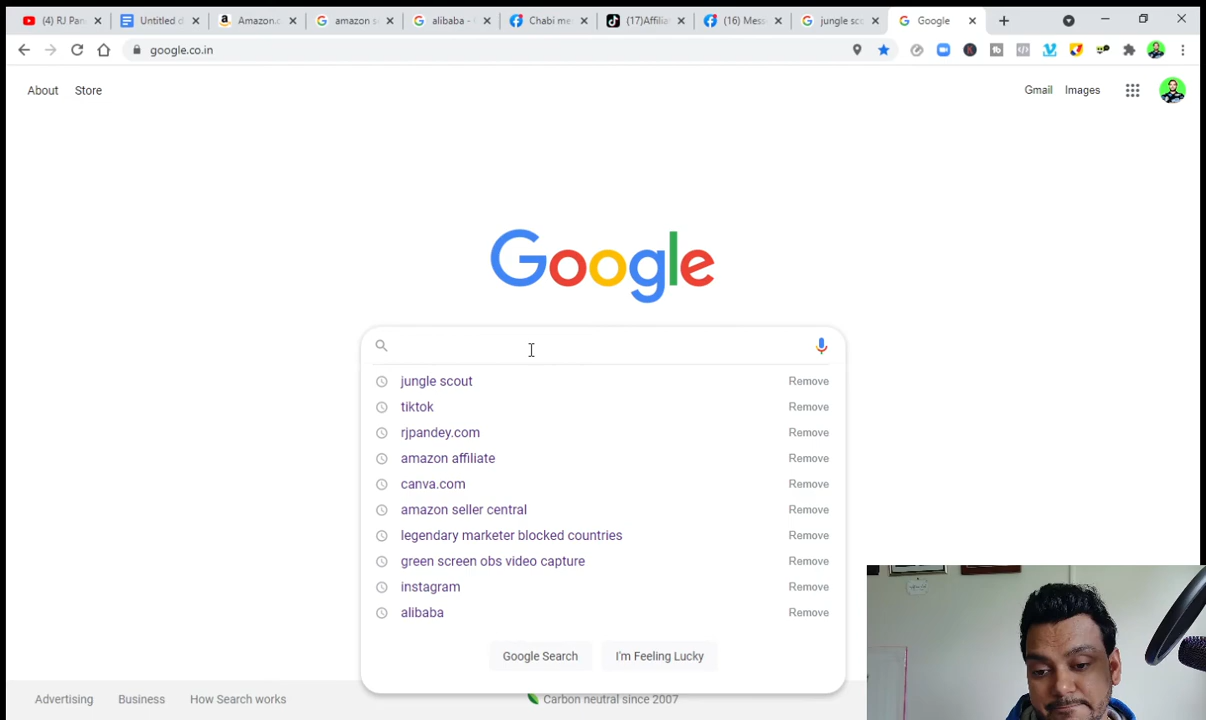 (4) RJ Pan
Untitled d
Amazon.c
amazon s
alibaba -
Chabi me
(17)Affilia
(16) Mess
jungle sco
Google
google.co.in
About
Store
Gmail
Images
Google
jungle scout
Remove
tiktok
Remove
rjpandey.com
Remove
amazon affiliate
Remove
canva.com
Remove
amazon seller central
Remove
legendary marketer blocked countries
Remove
green screen obs video capture
Remove
instagram
Remove
alibaba
Remove
Google Search
I'm Feeling Lucky
Advertising
Business
How Search works
Carbon neutral since 2007